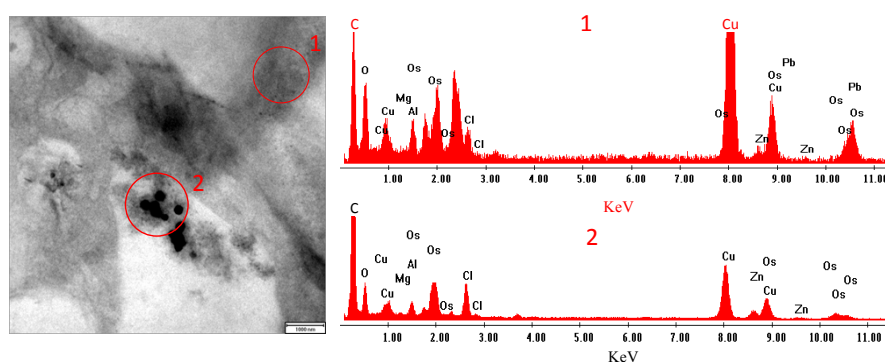 1
2
1000 nm
1
C
O
Cu
Cu
Mg
Al
Os
Os
Os
Cl
Cl
Os
Cu
Zn
Os
Cu
Pb
Zn
Os
Os
Pb
Os
1.00 2.00 3.00 4.00 5.00 6.00 7.00 8.00 9.00 10.00 11.00
KeV
2
C
O
Cu
Cu
Mg
Al
Os
Os
Os
Cl
Cl
Cu
Zn
Os
Cu
Zn
Os
Os
Os
1.00 2.00 3.00 4.00 5.00 6.00 7.00 8.00 9.00 10.00 11.00
KeV